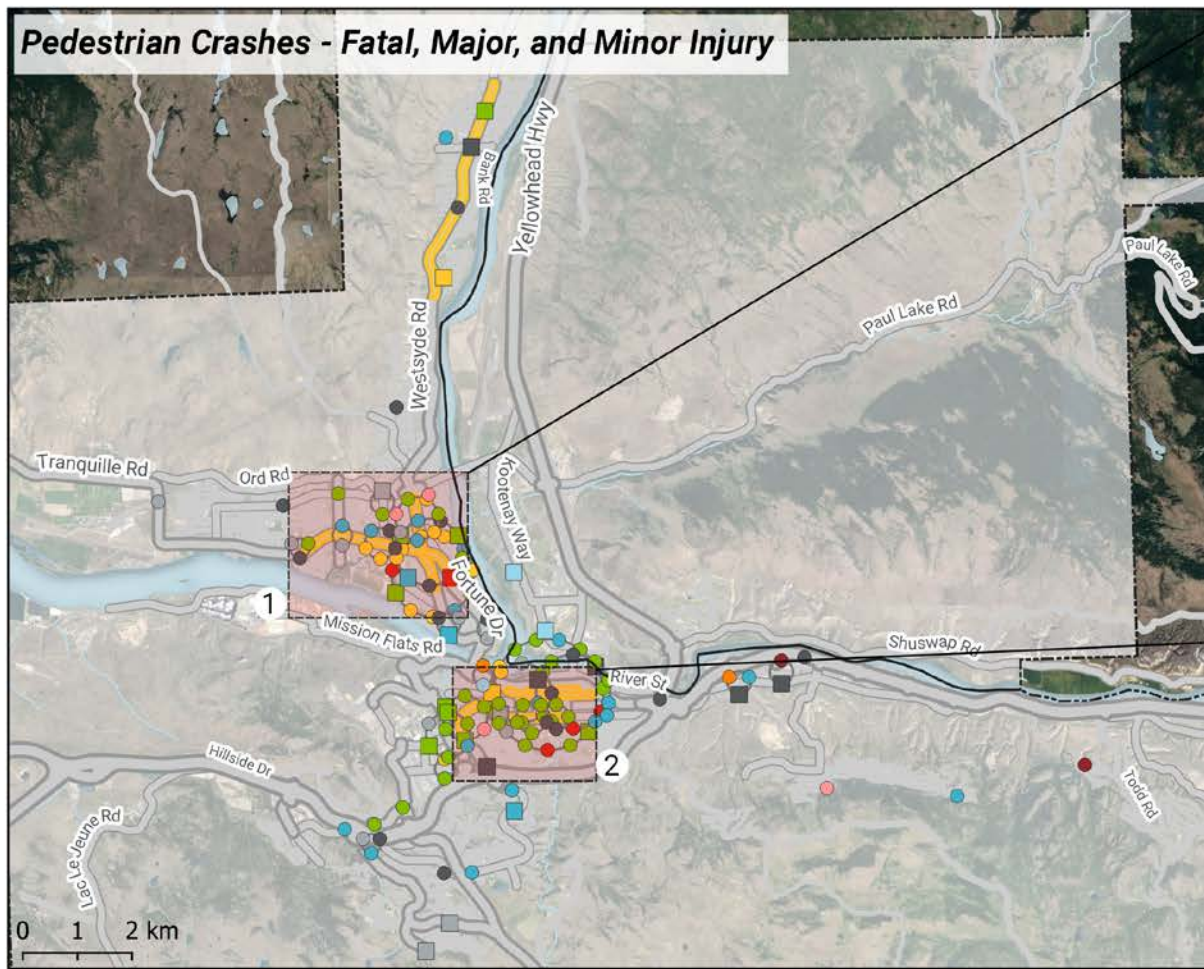 Pedestrian Crashes - Fatal, Major, and Minor Injury
Bank Rd
Yellowhead Hwy
Paul Lake Rd
Paul Lake Rd
Westsyde Rd
Tranquille Rd
Ord Rd
Kootenay Way
Fortune Dr
1
Mission Flats Rd
Shuswap Rd
River St
Hillside Dr
2
Todd Rd
Lac Le Jeune Rd
0 1 2 km